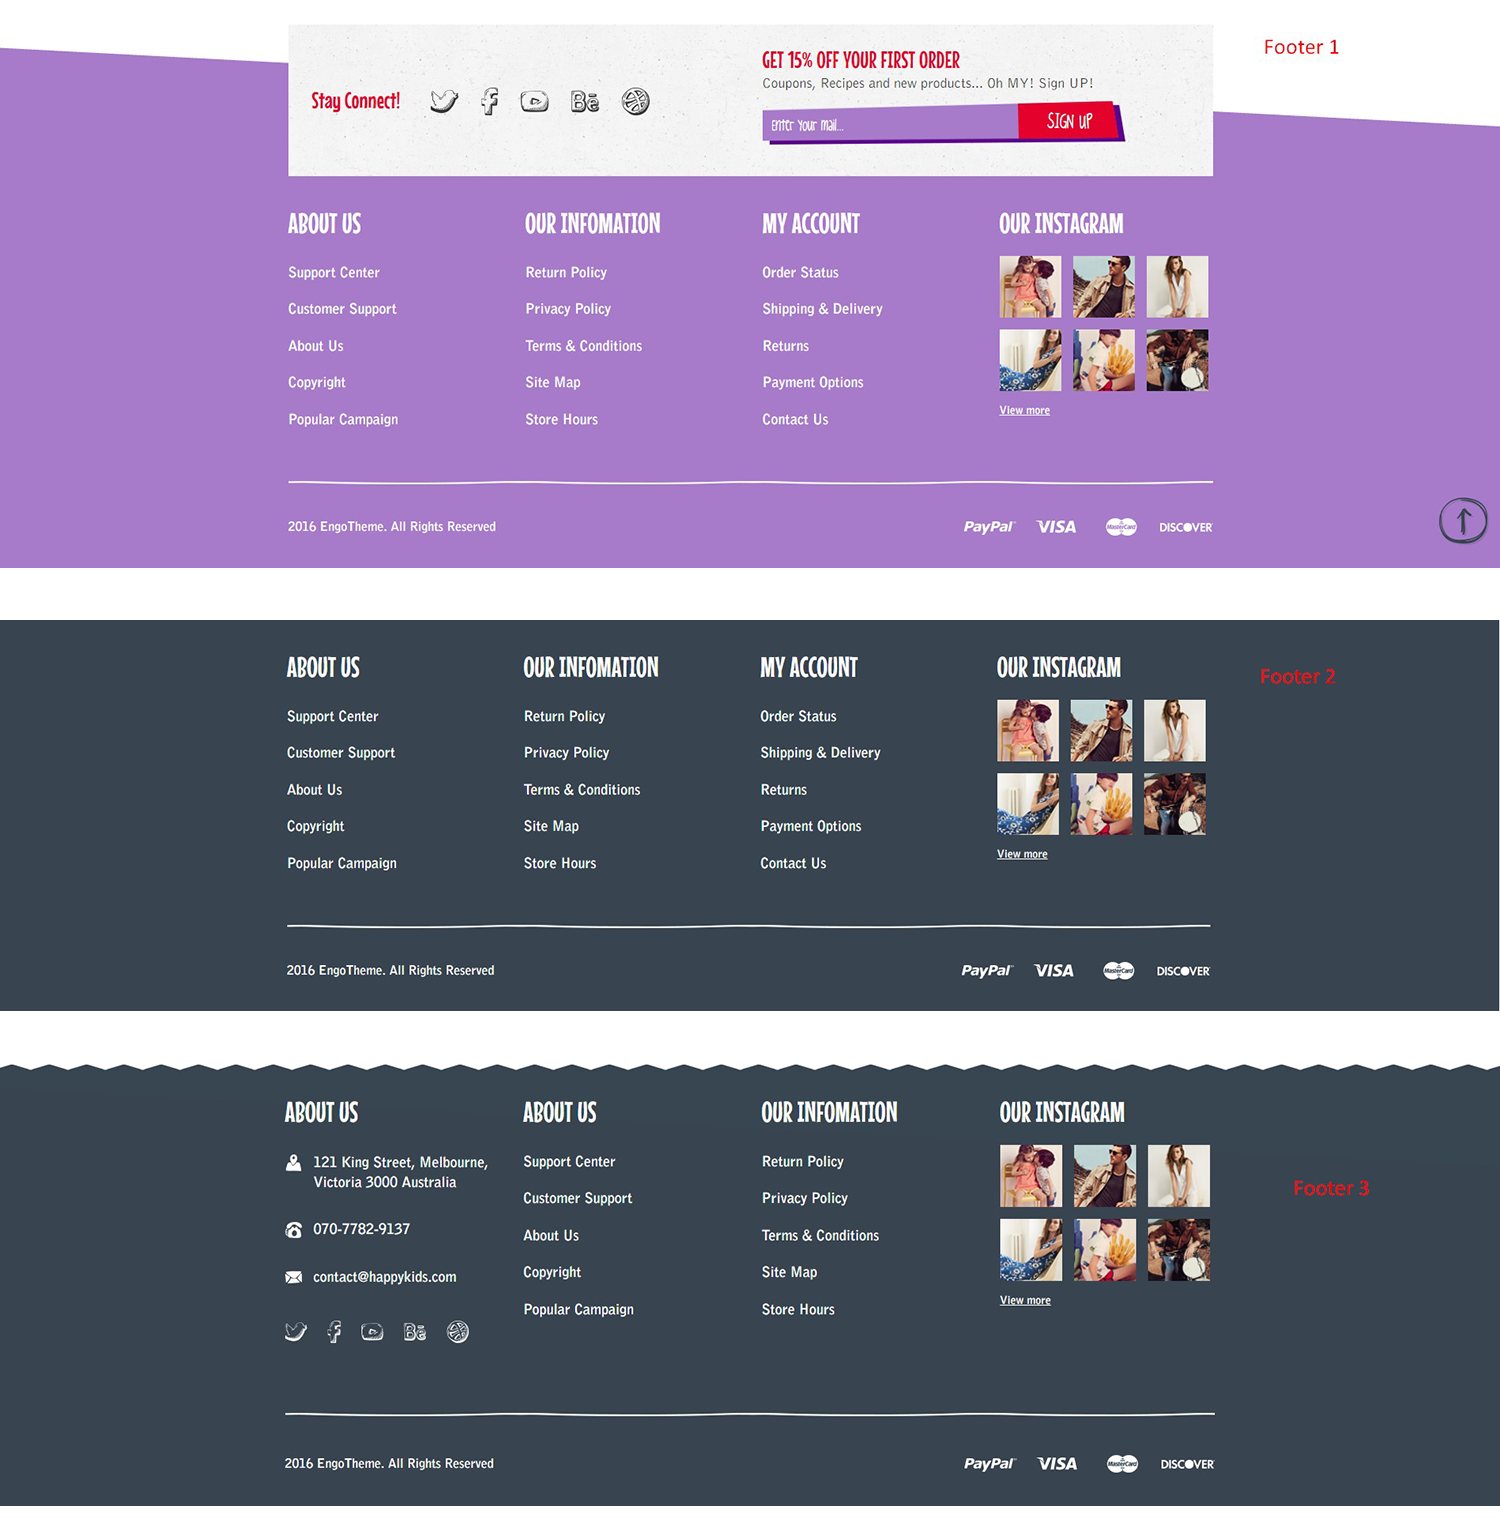 Footer 1
GET 15% OFF YOUR FIRST ORDER
Coupons, Recipes and new products... Oh MY! Sign UP!
Stay Connect!
Bē
Enter your mail...
SIGN UP
ABOUT US
Support Center
Customer Support
About Us
Copyright
Popular Campaign
OUR INFOMATION
Return Policy
Privacy Policy
Terms & Conditions
Site Map
Store Hours
MY ACCOUNT
Order Status
Shipping & Delivery
Returns
Payment Options
Contact Us
OUR INSTAGRAM
View more
2016 EngoTheme. All Rights Reserved
PayPal
VISA
MasterCard
DISCOVER
Footer 2
ABOUT US
Support Center
Customer Support
About Us
Copyright
Popular Campaign
OUR INFOMATION
Return Policy
Privacy Policy
Terms & Conditions
Site Map
Store Hours
MY ACCOUNT
Order Status
Shipping & Delivery
Returns
Payment Options
Contact Us
OUR INSTAGRAM
View more
2016 EngoTheme. All Rights Reserved
PayPal
VISA
MasterCard
DISCOVER
Footer 3
ABOUT US
121 King Street, Melbourne,
Victoria 3000 Australia
070-7782-9137
contact@happykids.com
Bē
ABOUT US
Support Center
Customer Support
About Us
Copyright
Popular Campaign
OUR INFOMATION
Return Policy
Privacy Policy
Terms & Conditions
Site Map
Store Hours
OUR INSTAGRAM
View more
2016 EngoTheme. All Rights Reserved
PayPal
VISA
MasterCard
DISCOVER